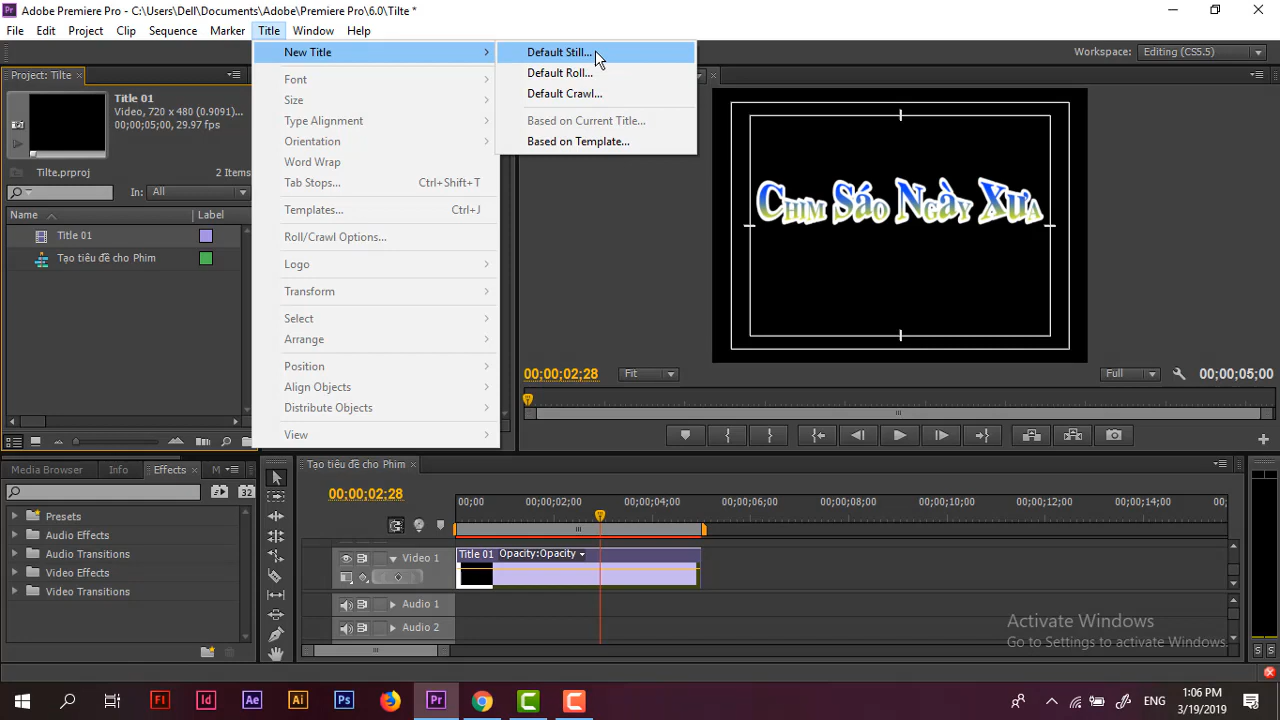 Pr Adobe Premiere Pro - C:\Users\Dell\Documents\Adobe\Premiere Pro\6.0\Tilte *
File Edit Project Clip Sequence Marker Title Window Help
Workspace: Editing (CS5.5)
New Title
Font
Size
Type Alignment
Orientation
Word Wrap
Tab Stops... Ctrl+Shift+T
Templates... Ctrl+J
Roll/Crawl Options...
Logo
Transform
Select
Arrange
Position
Align Objects
Distribute Objects
View
Default Still...
Default Roll...
Default Crawl...
Based on Current Title...
Based on Template...
Project: Tilte
Title 01
Video, 720 x 480 (0.9091)
00;00;05;00, 29.97 fps
Tilte.prproj
2 Items
In: All
Name Label
Title 01
Tạo tiêu đề cho Phim
Chim Sáo Ngày Xưa
00;00;02;28 Fit Full 00;00;05;00
Media Browser Info Effects M
32
Presets
Audio Effects
Audio Transitions
Video Effects
Video Transitions
Tạo tiêu đề cho Phim
00;00;02;28
00;00 00;00;02;00 00;00;04;00 00;00;06;00 00;00;08;00 00;00;10;00 00;00;12;00 00;00;14;00 00;
Video 1
Title 01 Opacity:Opacity
Audio 1
Audio 2
S S
Activate Windows
Go to Settings to activate Windows.
Fl Id Ae Ai Ps Pr
ENG
1:06 PM
3/19/2019